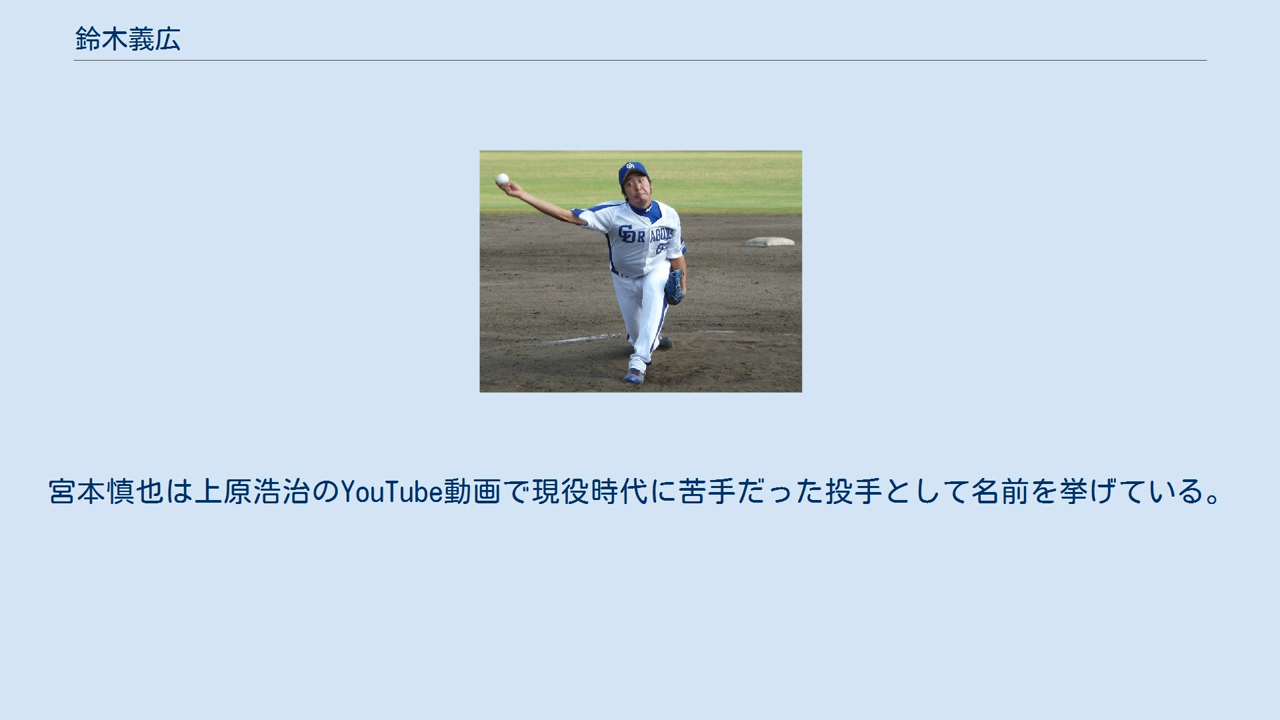 鈴木義広
宮本慎也は上原浩治のYouTube動画で現役時代に苦手だった投手として名前を挙げている。